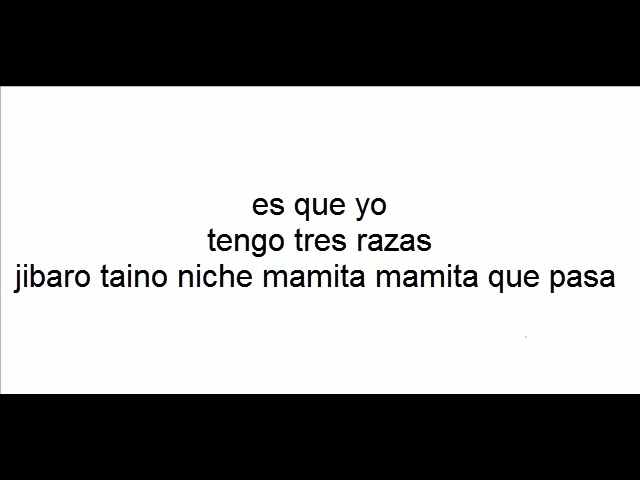 es que yo
tengo tres razas
jibaro taino niche mamita mamita que pasa